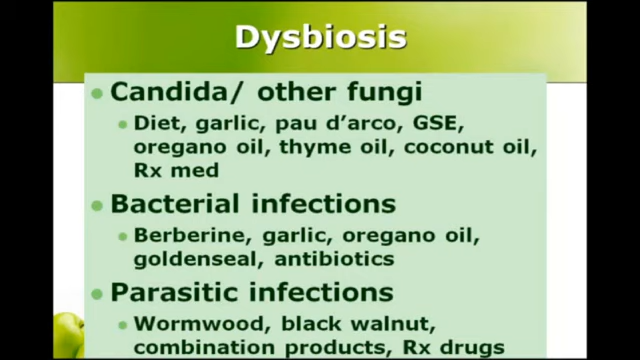 Dysbiosis
Candida/ other fungi
Diet, garlic, pau d’arco, GSE,
oregano oil, thyme oil, coconut oil,
Rx med
Bacterial infections
Berberine, garlic, oregano oil,
goldenseal, antibiotics
Parasitic infections
Wormwood, black walnut,
combination products, Rx drugs